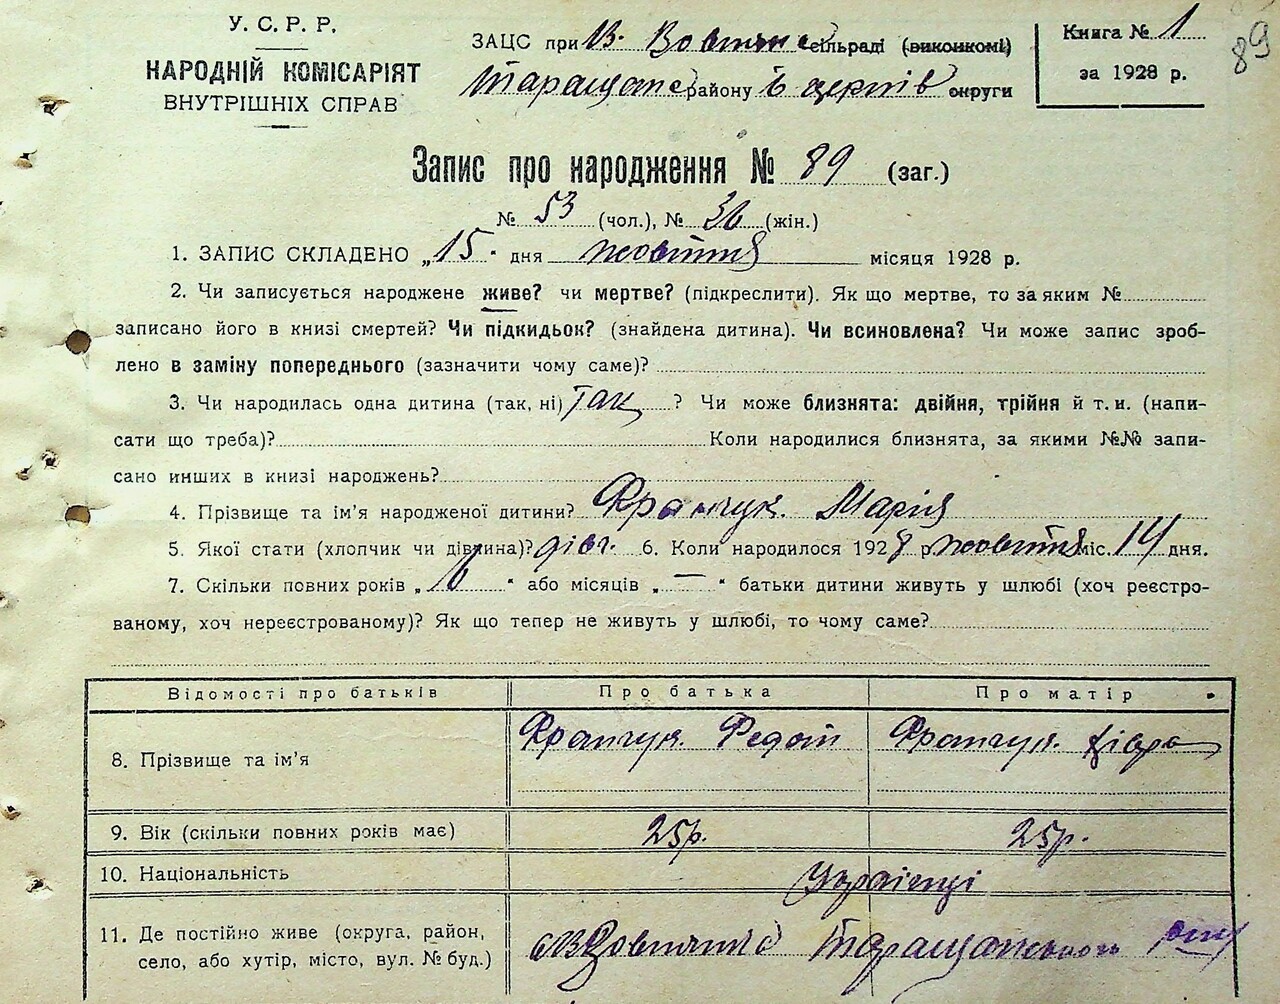 У. С. Р. Р.
НАРОДНІЙ КОМІСАРІЯТ
ВНУТРІШНІХ СПРАВ
ЗАЦС при В. Вовнянс сільраді (виконкомі)
Таращанс району Б церків округи
Книга № 1
за 1928 р.
89
Запис про народження № 89 (заг.)
№ 53 (чол.), № 36 (жін.)
1. ЗАПИС СКЛАДЕНО „15" дня жовтня місяця 1928 р.
2. Чи записується народжене живе? чи мертве? (підкреслити). Як що мертве, то за яким №
записано його в книзі смертей? Чи підкидьок? (знайдена дитина). Чи всиновлена? Чи може запис зроб-
лено в заміну попереднього (зазначити чому саме)?
3. Чи народилась одна дитина (так, ні) Так ? Чи може близнята: двійня, трійня й т. и. (напи-
сати що треба)? Коли народилися близнята, за якими №№ запи-
сано инших в книзі народжень?
4. Прізвище та ім'я народженої дитини? Франчук Марія
5. Якої стати (хлопчик чи дівчина)? дівч. 6. Коли народилося 1928 р жовтня міс. 14 дня.
7. Скільки повних років „6" або місяців „—" батьки дитини живуть у шлюбі (хоч реєстро-
ваному, хоч нереєстрованому)? Як що тепер не живуть у шлюбі, то чому саме?
Відомості про батьків Про батька Про матір
8. Прізвище та ім'я Франчук Федот Франчук
9. Вік (скільки повних років має) 25р. 25р.
10. Національність Українці
11. Де постійно живе (округа, район,
село, або хутір, місто, вул. № буд.) Таращанського